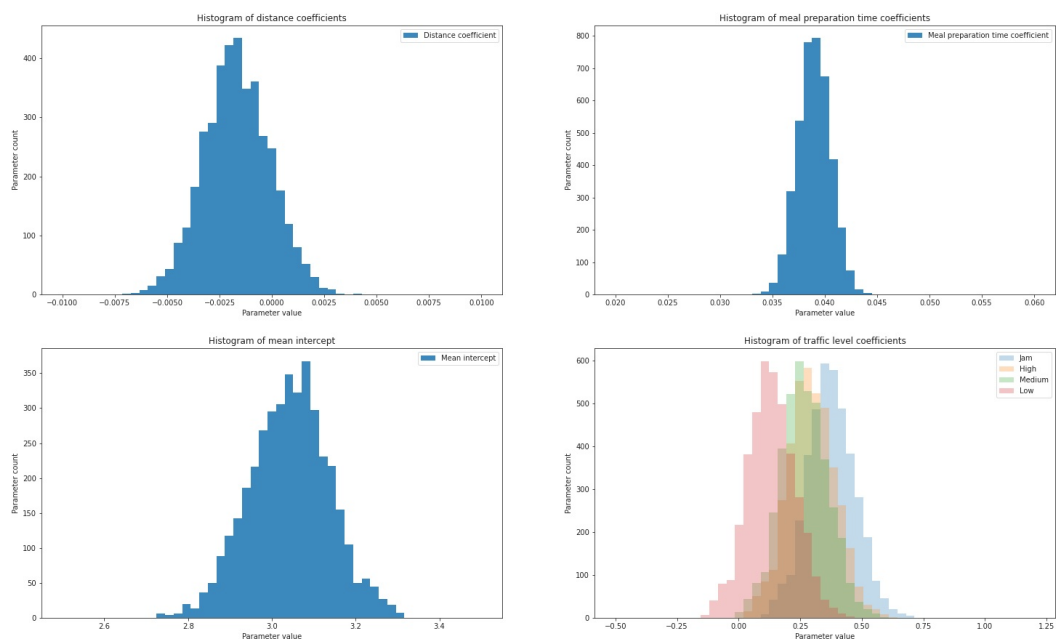 Histogram of distance coefficients
Distance coefficient
Parameter count
400
300
200
100
0
−0.0100 −0.0075 −0.0050 −0.0025 0.0000 0.0025 0.0050 0.0075 0.0100
Parameter value
Histogram of meal preparation time coefficients
Meal preparation time coefficient
Parameter count
800
700
600
500
400
300
200
100
0
0.020 0.025 0.030 0.035 0.040 0.045 0.050 0.055 0.060
Parameter value
Histogram of mean intercept
Mean intercept
Parameter count
350
300
250
200
150
100
50
0
2.6 2.8 3.0 3.2 3.4
Parameter value
Histogram of traffic level coefficients
Jam
High
Medium
Low
Parameter count
600
500
400
300
200
100
0
−0.50 −0.25 0.00 0.25 0.50 0.75 1.00 1.25
Parameter value